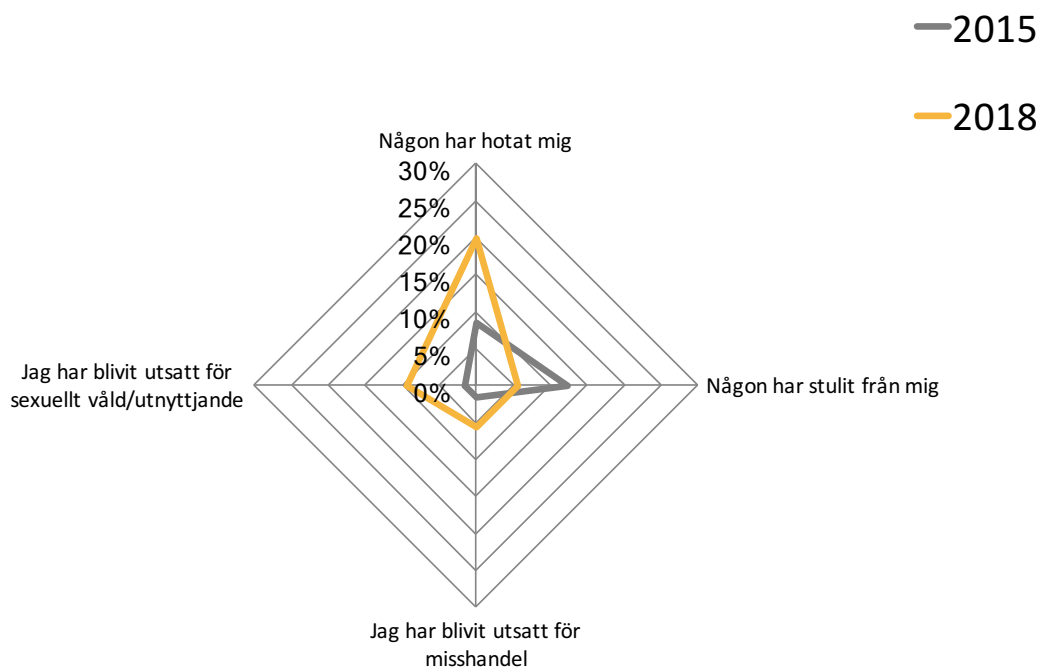 2015
2018
Någon har hotat mig
30%
25%
20%
15%
10%
5%
0%
Jag har blivit utsatt för
sexuellt våld/utnyttjande
Någon har stulit från mig
Jag har blivit utsatt för
misshandel